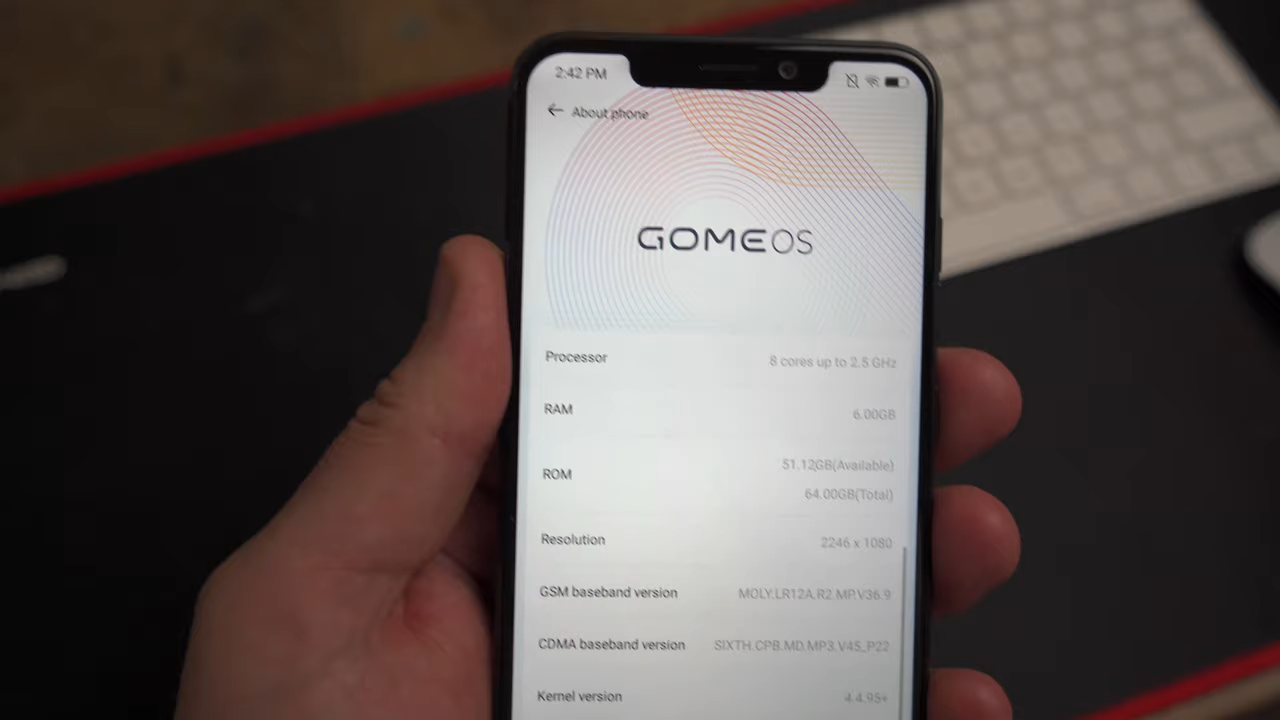 2:42 PM
About phone
GOMEOS
Processor 8 cores up to 2.5 GHz
RAM 6.00GB
ROM 51.12GB(Available)
64.00GB(Total)
Resolution 2246 x 1080
GSM baseband version MOLY.LR12A.R2.MP.V36.9
CDMA baseband version SIXTH.CPB.MD.MP3.V45_P22
Kernel version 4.4.95+